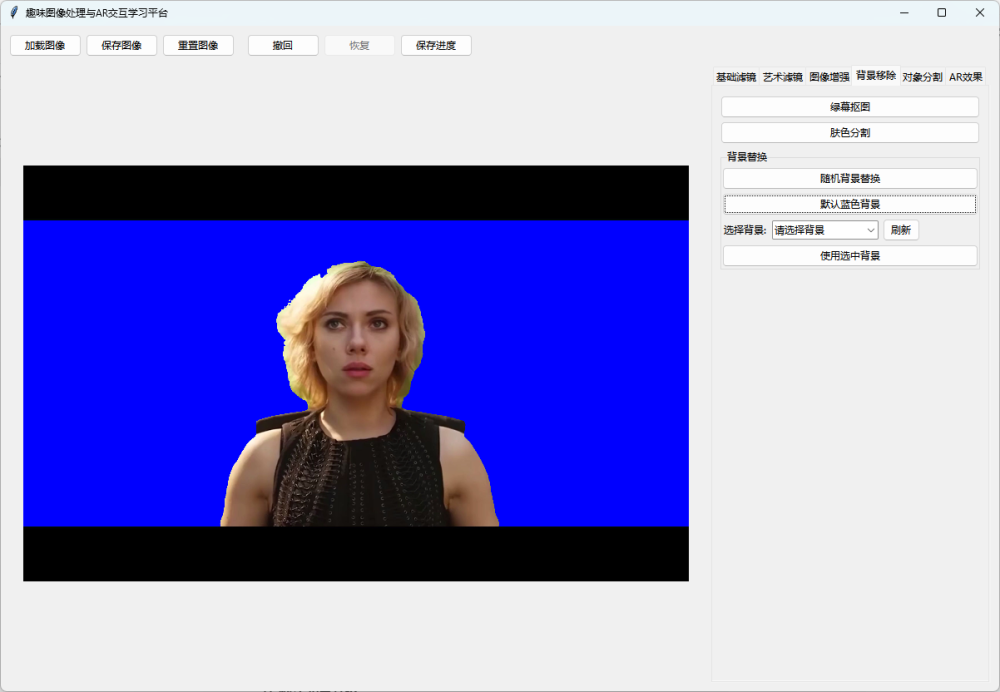 趣味图像处理与AR交互学习平台
加载图像 保存图像 重置图像 撤回 恢复 保存进度
基础滤镜 艺术滤镜 图像增强 背景移除 对象分割 AR效果
绿幕抠图
肤色分割
背景替换
随机背景替换
默认蓝色背景
选择背景: 请选择背景 刷新
使用选中背景